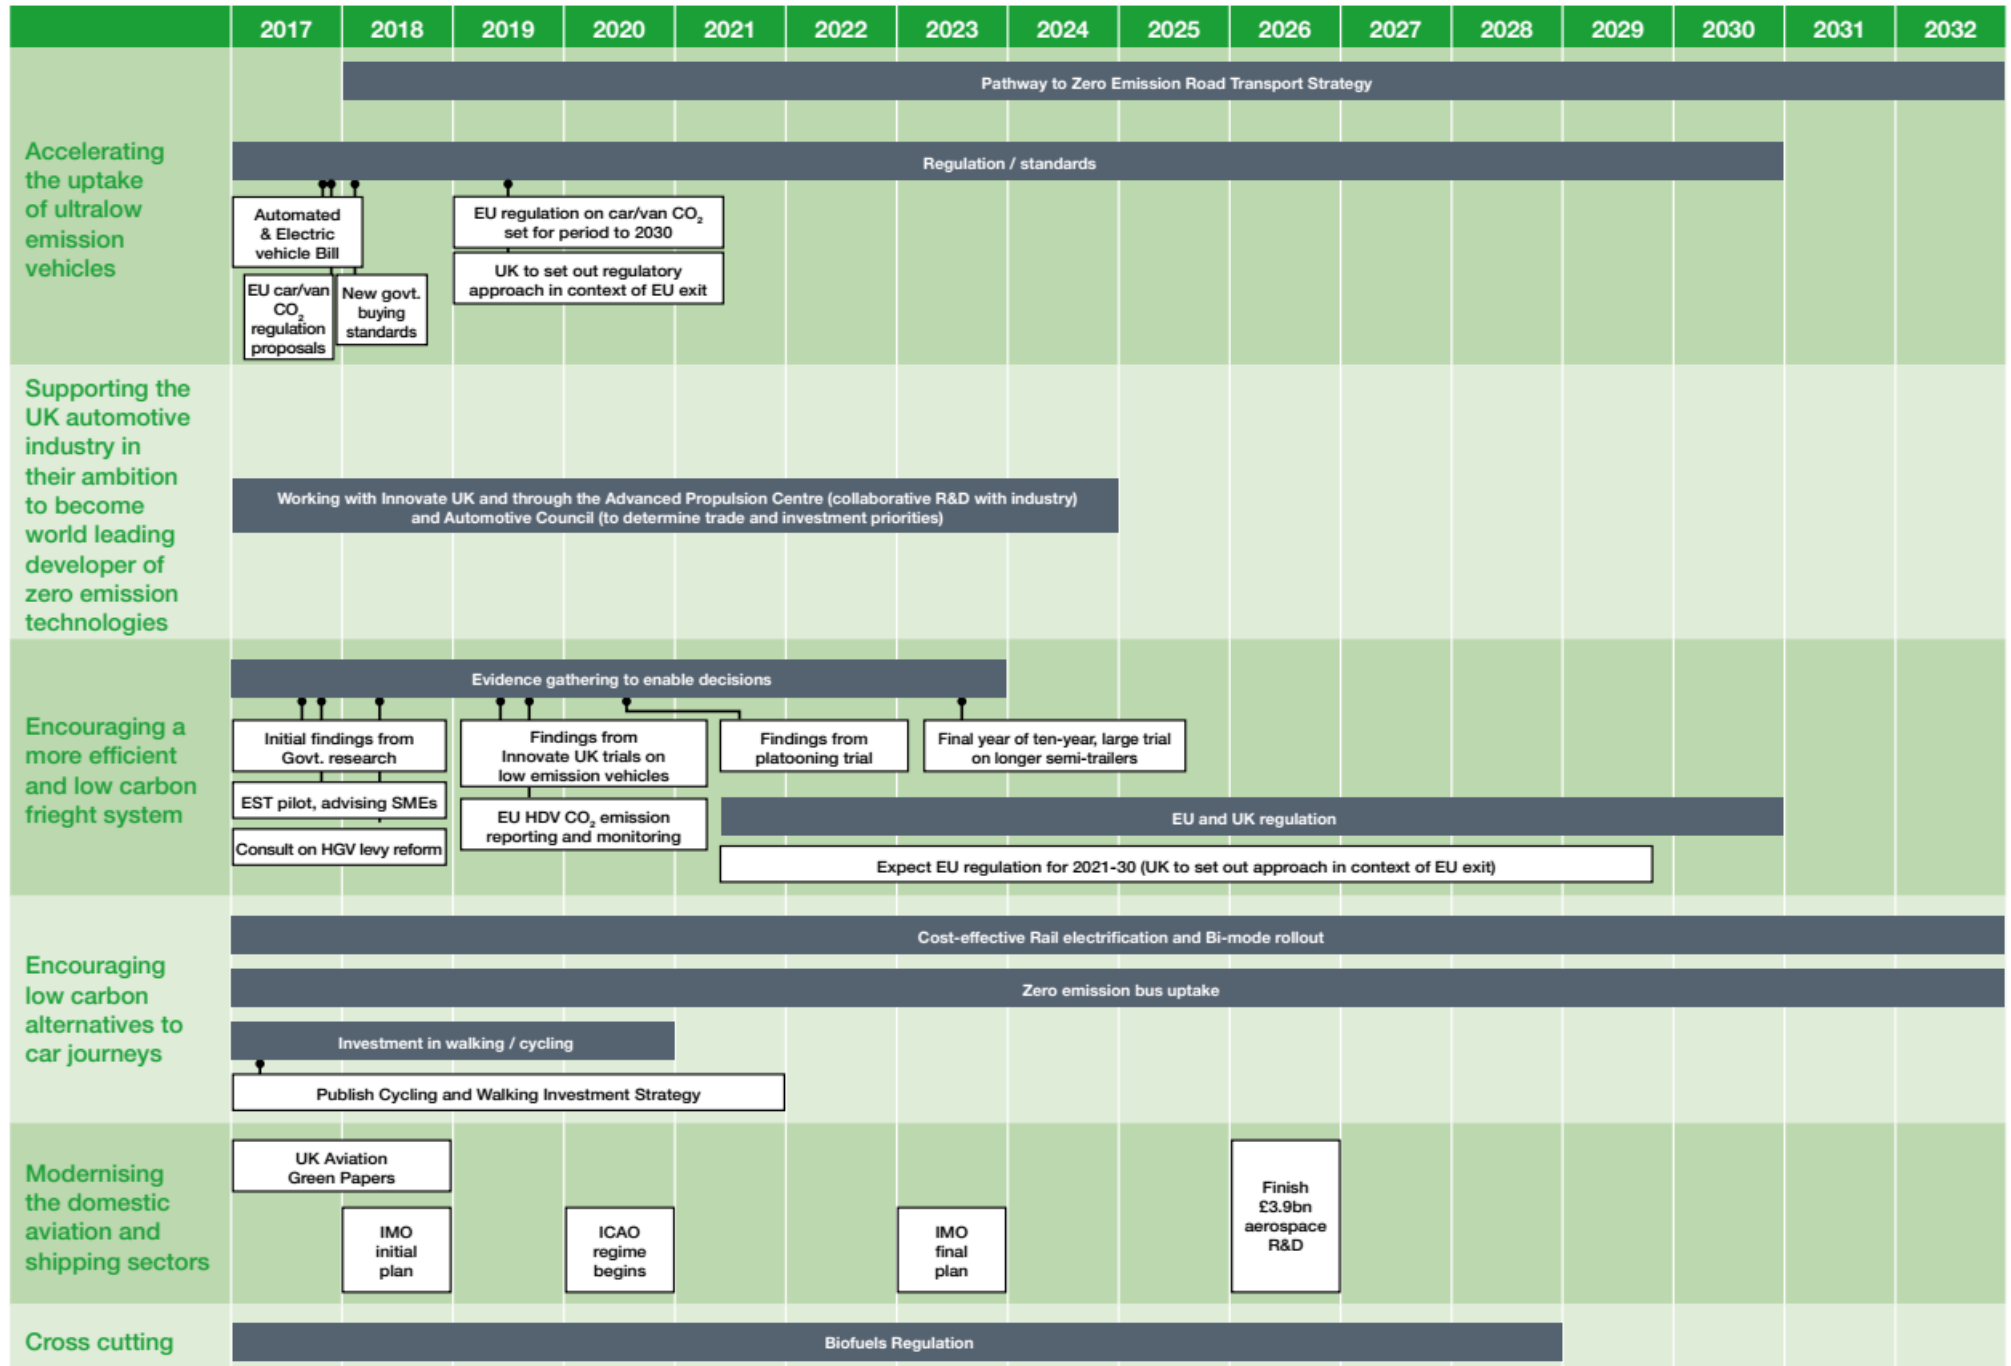 2017 2018 2019 2020 2021 2022 2023 2024 2025 2026 2027 2028 2029 2030 2031 2032
Accelerating
the uptake
of ultralow
emission
vehicles
Pathway to Zero Emission Road Transport Strategy
Regulation / standards
Automated
& Electric
vehicle Bill
EU car/van
CO₂
regulation
proposals
New govt.
buying
standards
EU regulation on car/van CO₂
set for period to 2030
UK to set out regulatory
approach in context of EU exit
Supporting the
UK automotive
industry in
their ambition
to become
world leading
developer of
zero emission
technologies
Working with Innovate UK and through the Advanced Propulsion Centre (collaborative R&D with industry)
and Automotive Council (to determine trade and investment priorities)
Encouraging a
more efficient
and low carbon
frieght system
Evidence gathering to enable decisions
Initial findings from
Govt. research
EST pilot, advising SMEs
Consult on HGV levy reform
Findings from
Innovate UK trials on
low emission vehicles
EU HDV CO₂ emission
reporting and monitoring
Findings from
platooning trial
Final year of ten-year, large trial
on longer semi-trailers
EU and UK regulation
Expect EU regulation for 2021-30 (UK to set out approach in context of EU exit)
Encouraging
low carbon
alternatives to
car journeys
Cost-effective Rail electrification and Bi-mode rollout
Zero emission bus uptake
Investment in walking / cycling
Publish Cycling and Walking Investment Strategy
Modernising
the domestic
aviation and
shipping sectors
UK Aviation
Green Papers
IMO
initial
plan
ICAO
regime
begins
IMO
final
plan
Finish
£3.9bn
aerospace
R&D
Cross cutting
Biofuels Regulation